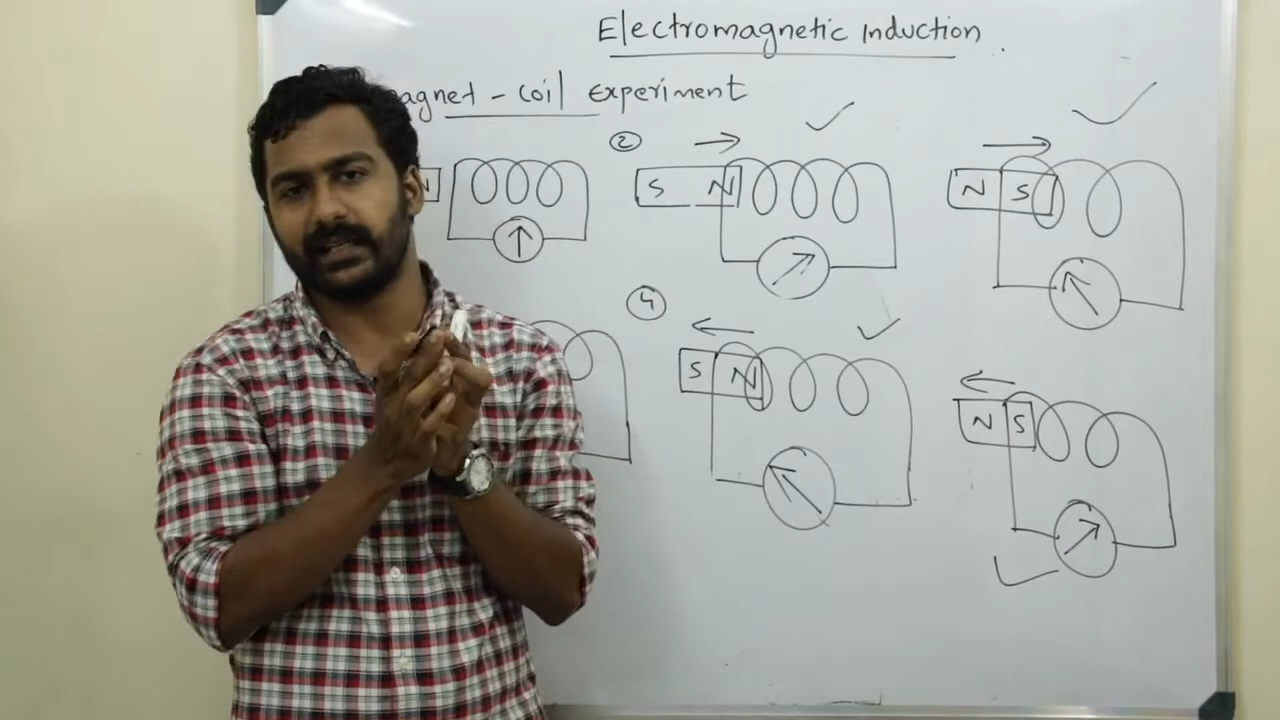 Electromagnetic Induction
agnet - coil experiment
N
②
S N
N S
④
S N
N S